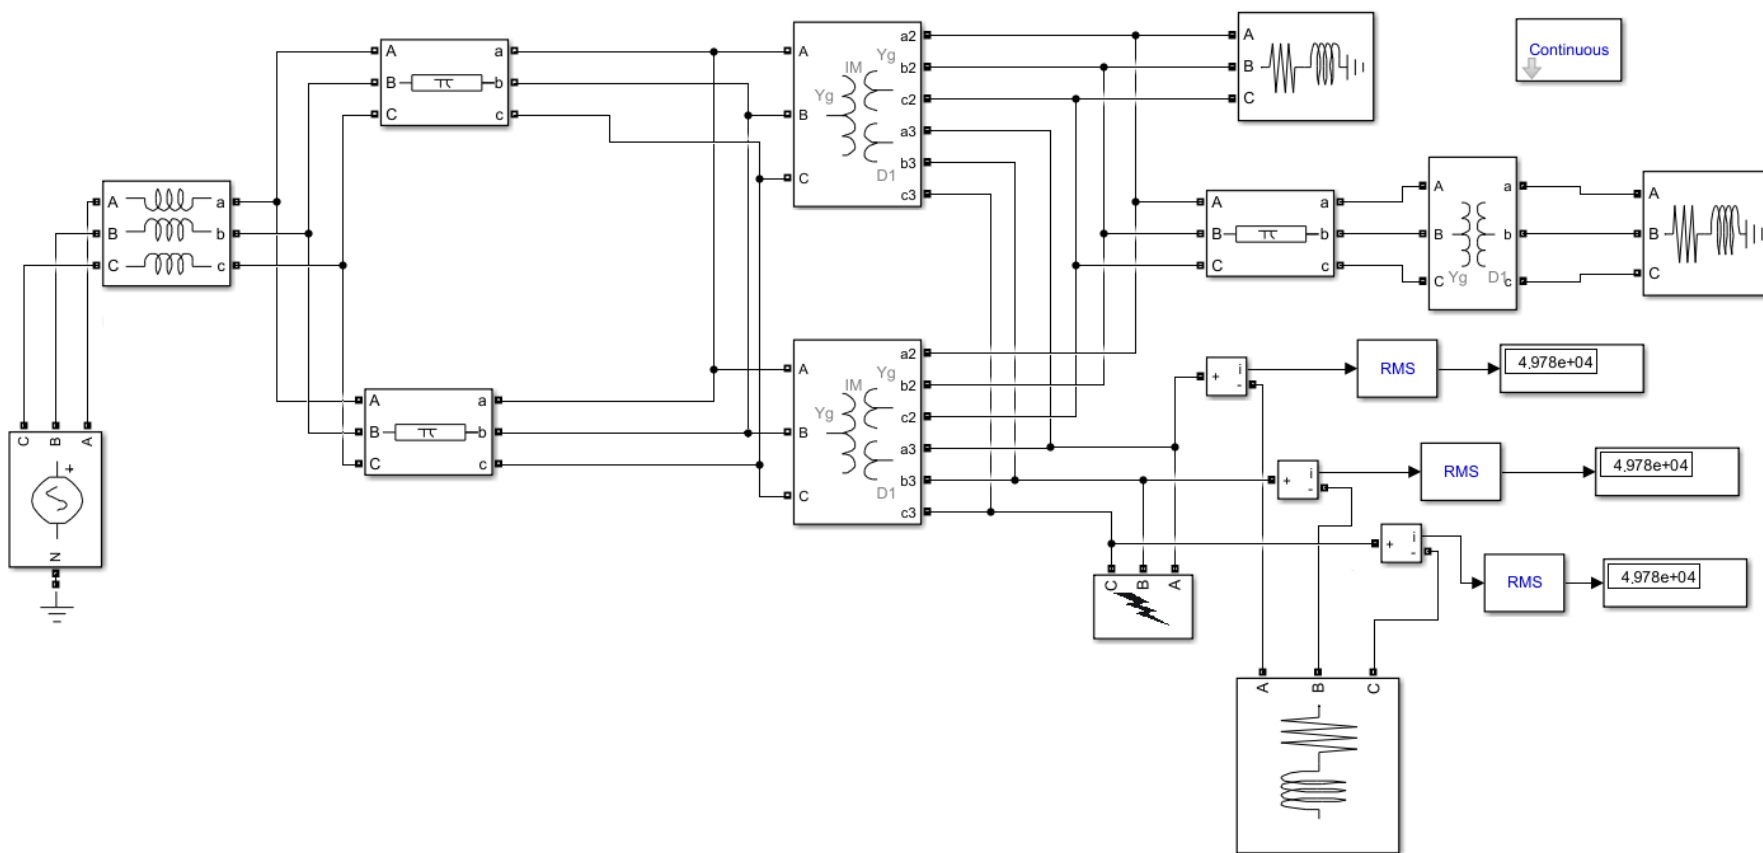 A a
B b
C c
A a
B b
C c
A a
B b
C c
C B A
+
N
A
B
C
IM
Yg
Yg
D1
a2
b2
c2
a3
b3
c3
A
B
C
IM
Yg
Yg
D1
a2
b2
c2
a3
b3
c3
A
B
C
Continuous
A a
B b
C c
A a
B b
C Yg D1 c
A
B
C
+ i -
RMS
4.978e+04
+ i -
RMS
4.978e+04
+ i -
RMS
4.978e+04
C B A
A B C